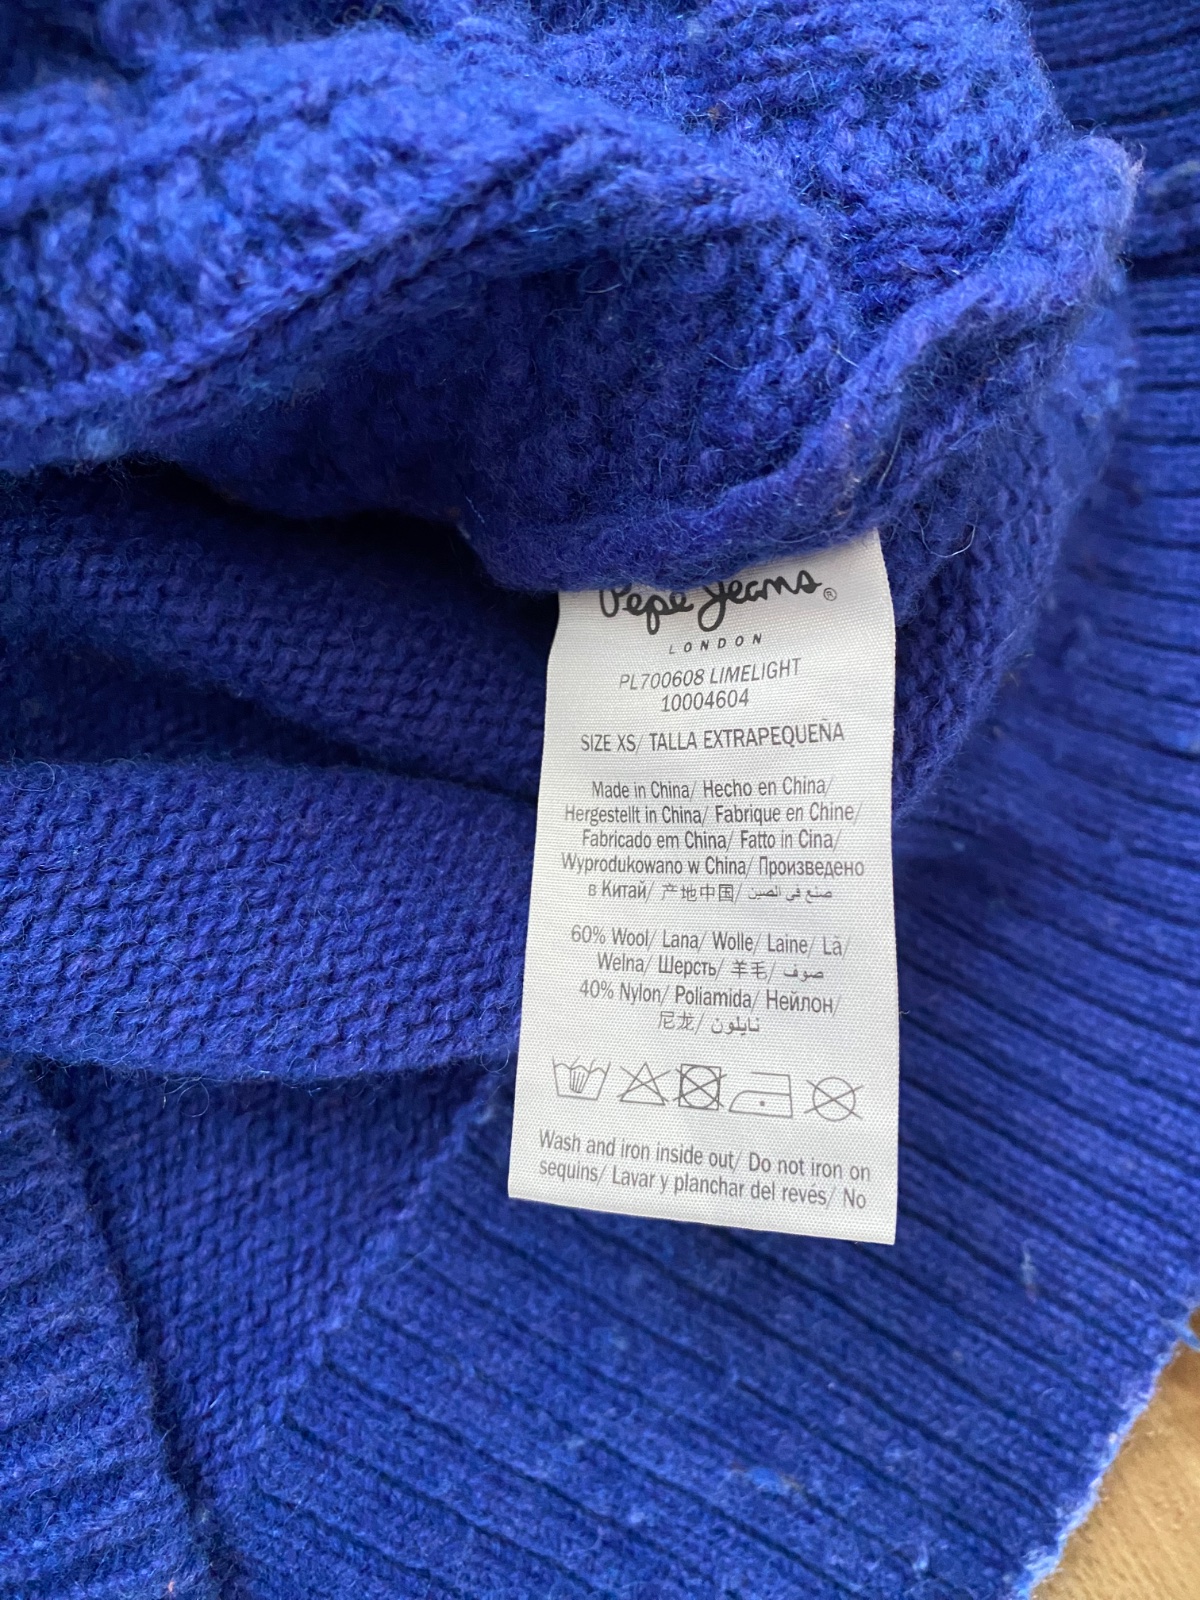 Pepe Jeans®
LONDON
PL700608 LIMELIGHT
10004604
SIZE XS/ TALLA EXTRAPEQUEÑA
Made in China/ Hecho en China/
Hergestellt in China/ Fabrique en Chine/
Fabricado em China/ Fatto in Cina/
Wyprodukowano w China/ Произведено
в Китай/ 产地中国/ صنع في الصين
60% Wool/ Lana/ Wolle/ Laine/ Lã/
Welna/ Шерсть/ 羊毛/ صوف
40% Nylon/ Poliamida/ Нейлон/
尼龙/ نايلون
Wash and iron inside out/ Do not iron on
sequins/ Lavar y planchar del revés/ No